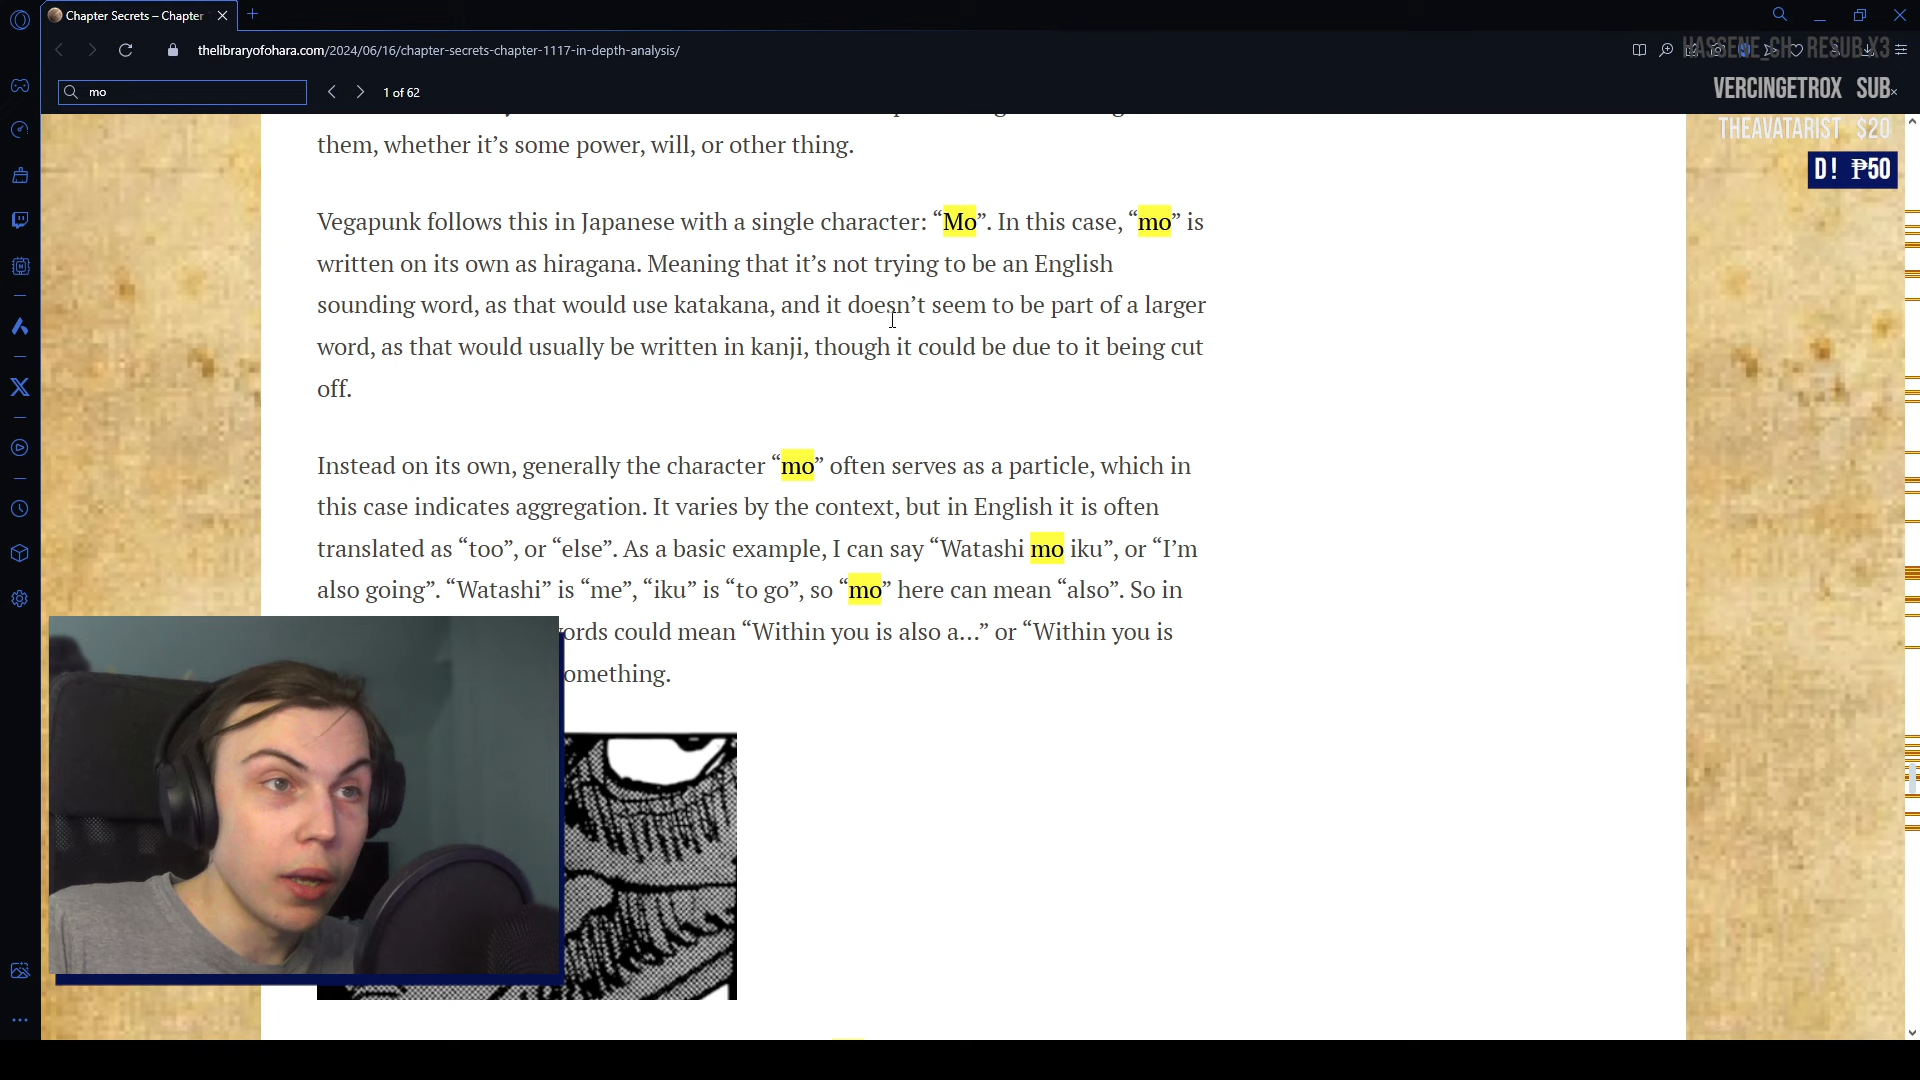 Chapter Secrets – Chapter
thelibraryofohara.com/2024/06/16/chapter-secrets-chapter-1117-in-depth-analysis/
HASSENE_CH RESUB X3
mo
1 of 62
VERCINGETROX SUB
THEAVATARIST $20
D! ₱50
them, whether it’s some power, will, or other thing.
Vegapunk follows this in Japanese with a single character: “Mo”. In this case, “mo” is
written on its own as hiragana. Meaning that it’s not trying to be an English
sounding word, as that would use katakana, and it doesn’t seem to be part of a larger
word, as that would usually be written in kanji, though it could be due to it being cut
off.
Instead on its own, generally the character “mo” often serves as a particle, which in
this case indicates aggregation. It varies by the context, but in English it is often
translated as “too”, or “else”. As a basic example, I can say “Watashi mo iku”, or “I’m
also going”. “Watashi” is “me”, “iku” is “to go”, so “mo” here can mean “also”. So in
ords could mean “Within you is also a...” or “Within you is
omething.